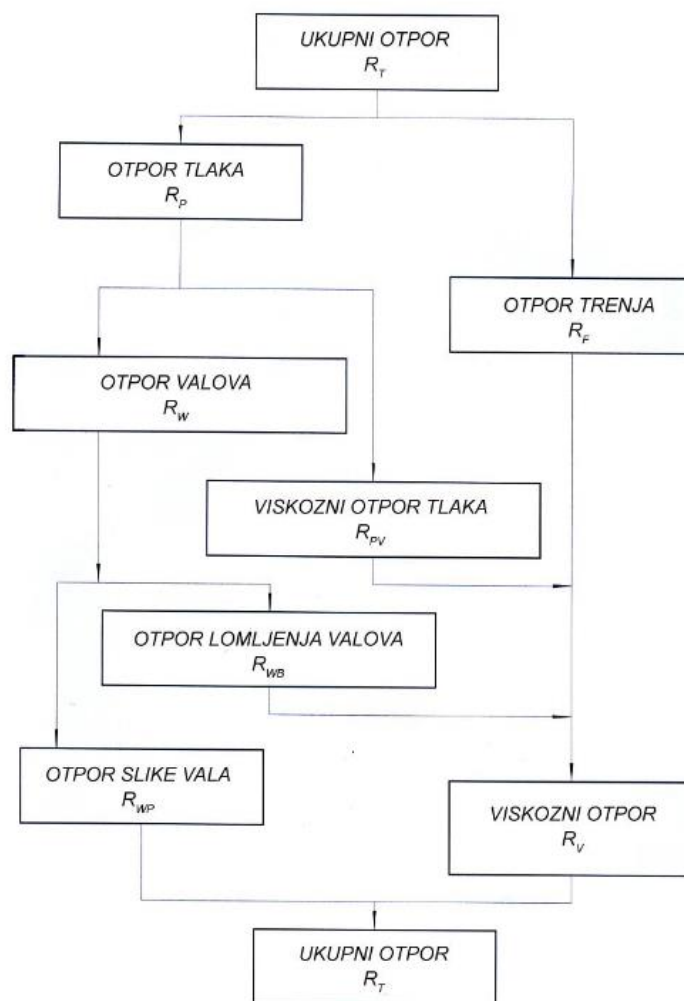 UKUPNI OTPOR
R_T
OTPOR TLAKA
R_P
OTPOR TRENJA
R_F
OTPOR VALOVA
R_W
VISKOZNI OTPOR TLAKA
R_PV
OTPOR LOMLJENJA VALOVA
R_WB
OTPOR SLIKE VALA
R_WP
VISKOZNI OTPOR
R_V
UKUPNI OTPOR
R_T